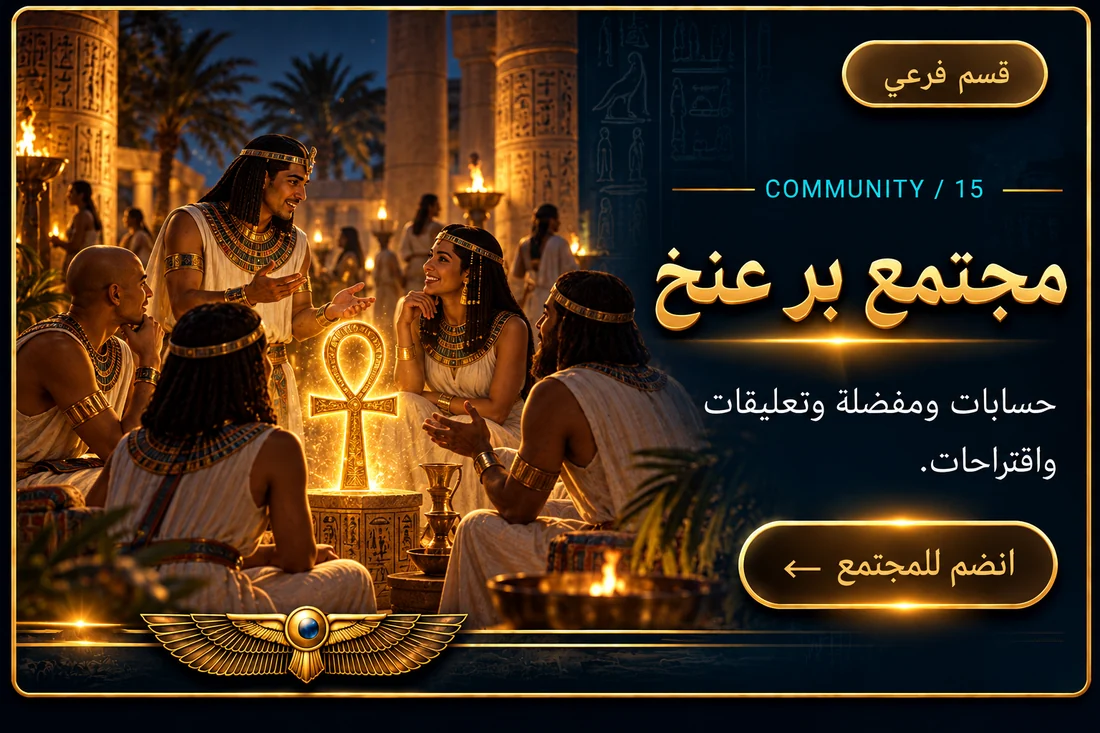 قسم فرعي
COMMUNITY / 15
مجتمع بر عنخ
حسابات ومفضلة وتعليقات
واقتراحات.
انضم للمجتمع ←